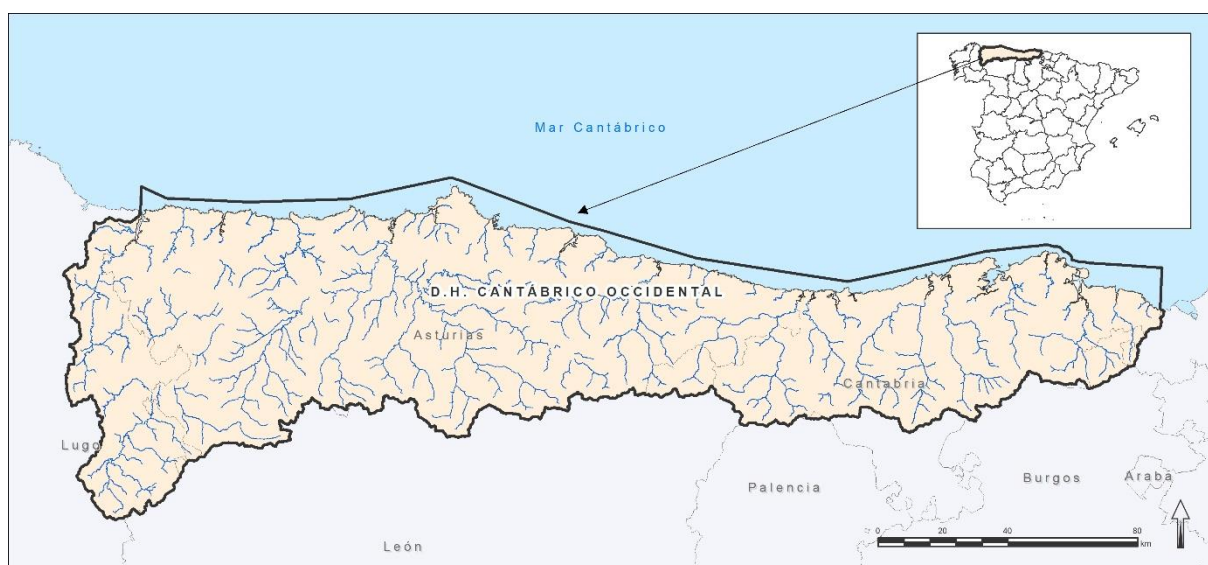 Mar Cantábrico
D.H. CANTÁBRICO OCCIDENTAL
Asturias
Cantabria
Lugo
Palencia
Burgos
Araba
León
0 20 40 80
km